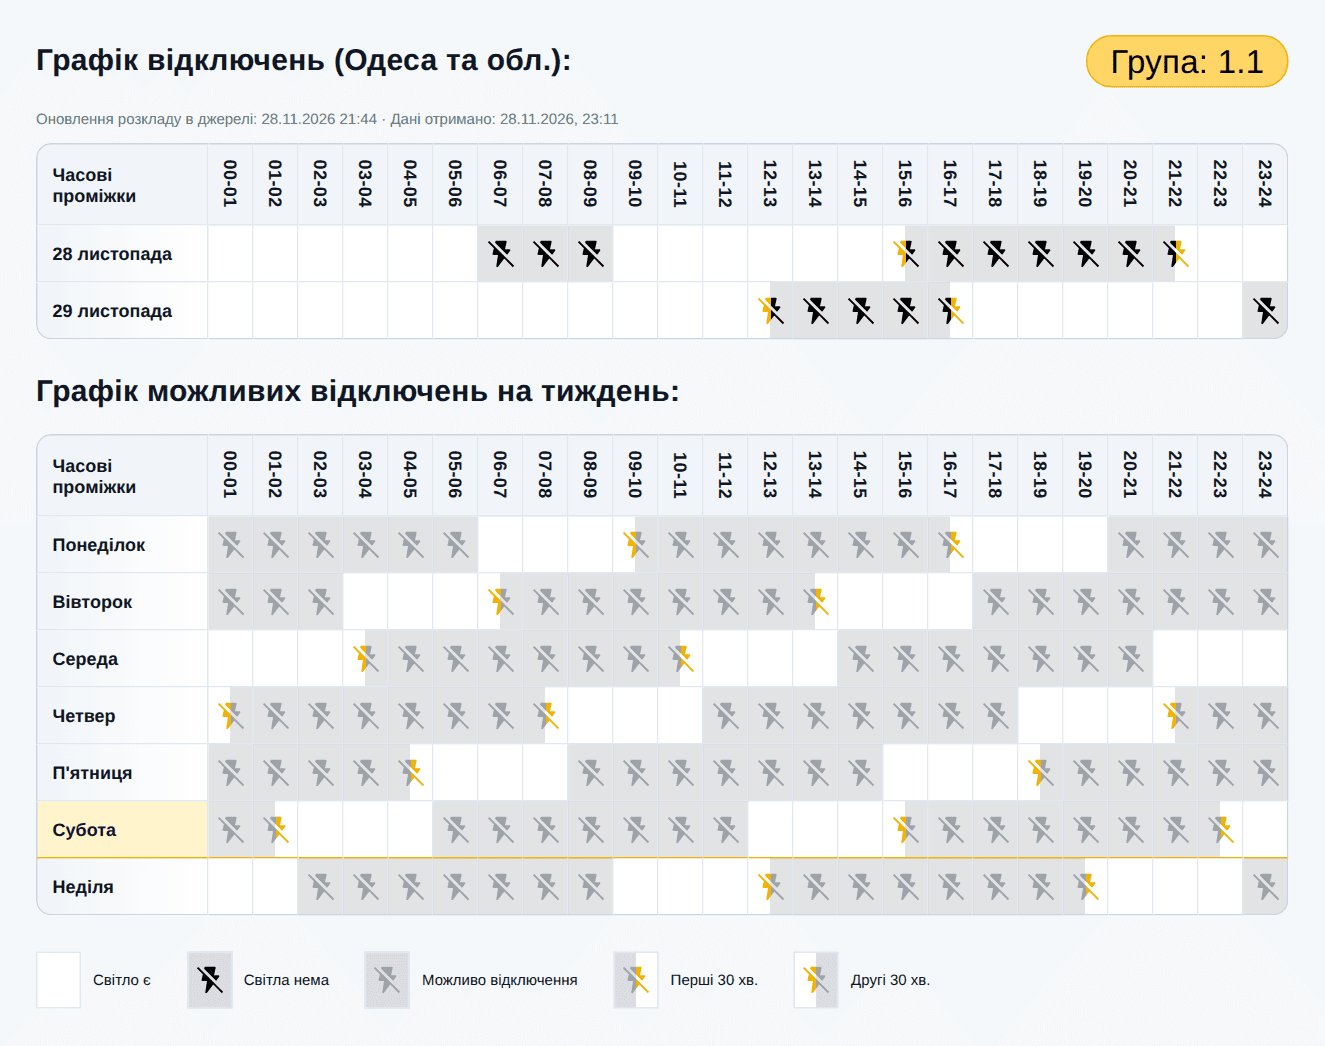 Графік відключень (Одеса та обл.):
Група: 1.1
Оновлення розкладу в джерелі: 28.11.2026 21:44 · Дані отримано: 28.11.2026, 23:11
Часові проміжки 00-01 01-02 02-03 03-04 04-05 05-06 06-07 07-08 08-09 09-10 10-11 11-12 12-13 13-14 14-15 15-16 16-17 17-18 18-19 19-20 20-21 21-22 22-23 23-24
28 листопада
29 листопада
Графік можливих відключень на тиждень:
Часові проміжки 00-01 01-02 02-03 03-04 04-05 05-06 06-07 07-08 08-09 09-10 10-11 11-12 12-13 13-14 14-15 15-16 16-17 17-18 18-19 19-20 20-21 21-22 22-23 23-24
Понеділок
Вівторок
Середа
Четвер
П'ятниця
Субота
Неділя
Світло є Світла нема Можливо відключення Перші 30 хв. Другі 30 хв.